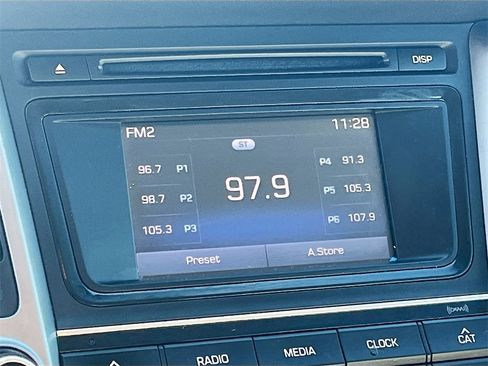 DISP
FM2 11:28
ST
96.7 P1 P4 91.3
97.9
98.7 P2 P5 105.3
105.3 P3 P6 107.9
Preset A.Store
RADIO MEDIA CLOCK CAT